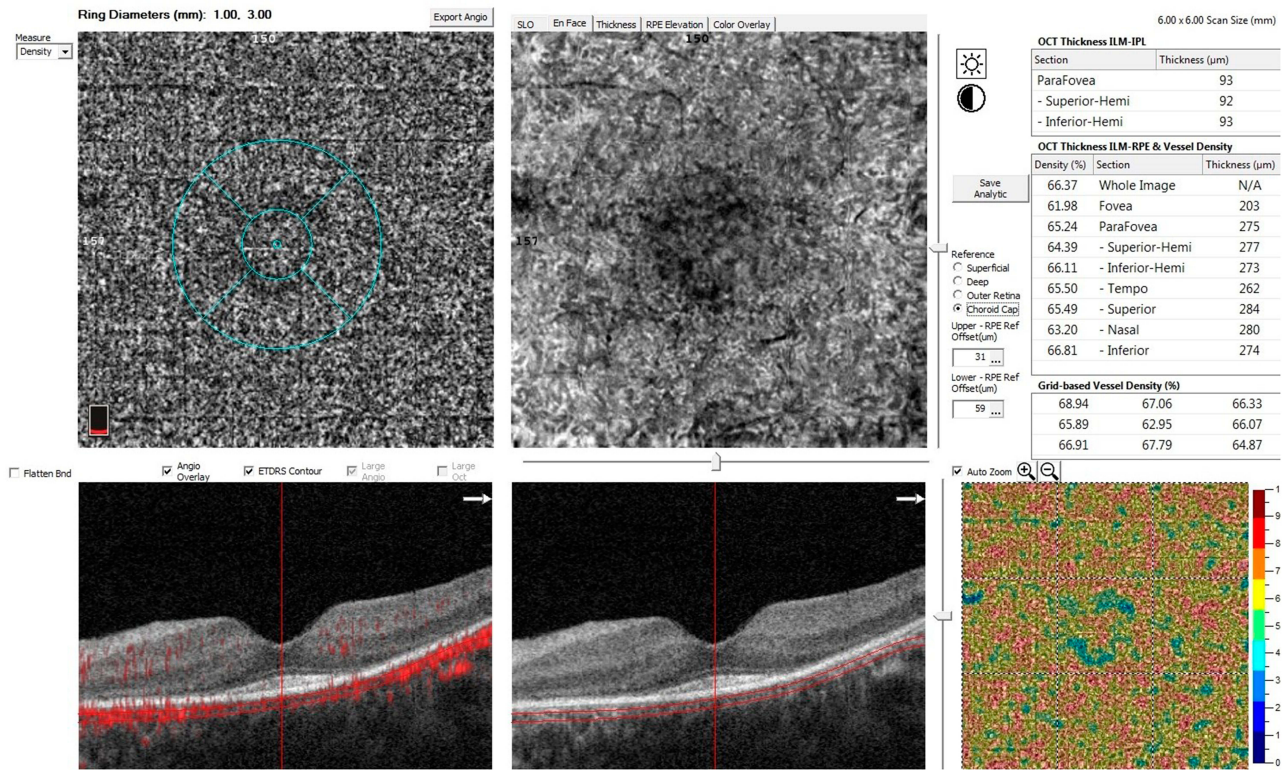 Ring Diameters (mm): 1.00, 3.00
Export Angio
Measure
Density
150
157
SLO En Face Thickness RPE Elevation Color Overlay
150
157
6.00 x 6.00 Scan Size (mm)
OCT Thickness ILM-IPL
Section Thickness (µm)
ParaFovea 93
- Superior-Hemi 92
- Inferior-Hemi 93
OCT Thickness ILM-RPE & Vessel Density
Density (%) Section Thickness (µm)
66.37 Whole Image N/A
61.98 Fovea 203
65.24 ParaFovea 275
64.39 - Superior-Hemi 277
66.11 - Inferior-Hemi 273
65.50 - Tempo 262
65.49 - Superior 284
63.20 - Nasal 280
66.81 - Inferior 274
Grid-based Vessel Density (%)
68.94 67.06 66.33
65.89 62.95 66.07
66.91 67.79 64.87
Save
Analytic
Reference
Superficial
Deep
Outer Retina
Choroid Cap
Upper - RPE Ref
Offset(um)
31 ...
Lower - RPE Ref
Offset(um)
59 ...
Flatten Bnd
Angio
Overlay
ETDRS Contour
Large
Angio
Large
Oct
Auto Zoom
1
9
8
7
6
5
4
3
2
1
0